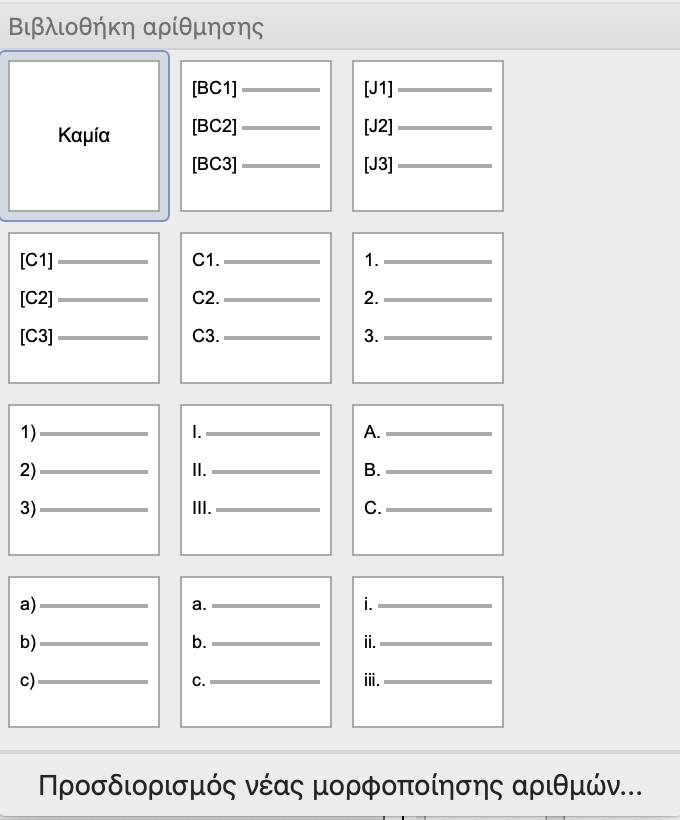 Βιβλιοθήκη αρίθμησης
Καμία
[BC1]
[BC2]
[BC3]
[J1]
[J2]
[J3]
[C1]
[C2]
[C3]
C1.
C2.
C3.
1.
2.
3.
1)
2)
3)
I.
II.
III.
A.
B.
C.
a)
b)
c)
a.
b.
c.
i.
ii.
iii.
Προσδιορισμός νέας μορφοποίησης αριθμών...